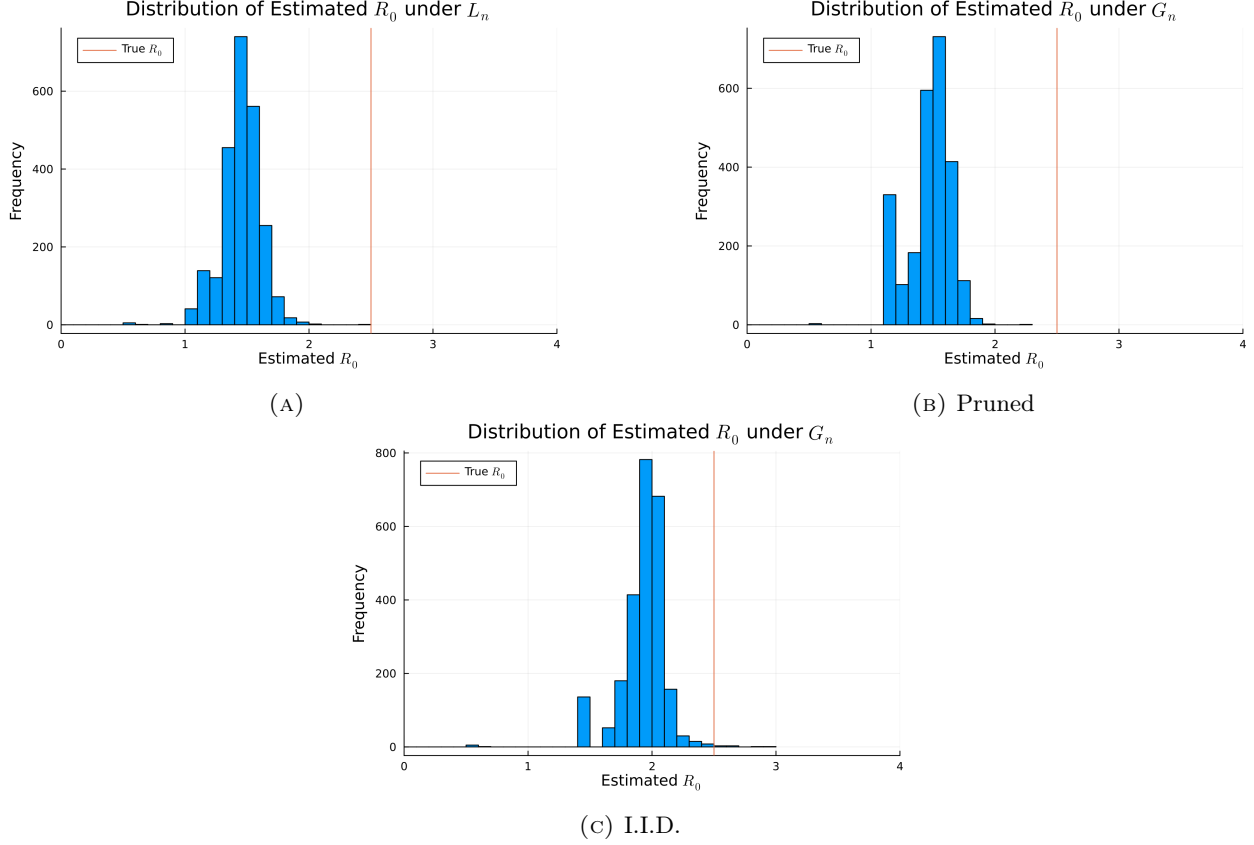 Distribution of Estimated R₀ under Lₙ
True R₀
Frequency
600
400
200
0
0 1 2 3 4
Estimated R₀
(A)
Distribution of Estimated R₀ under Gₙ
True R₀
Frequency
600
400
200
0
0 1 2 3 4
Estimated R₀
(B) Pruned
Distribution of Estimated R₀ under Gₙ
True R₀
Frequency
800
600
400
200
0
0 1 2 3 4
Estimated R₀
(C) I.I.D.